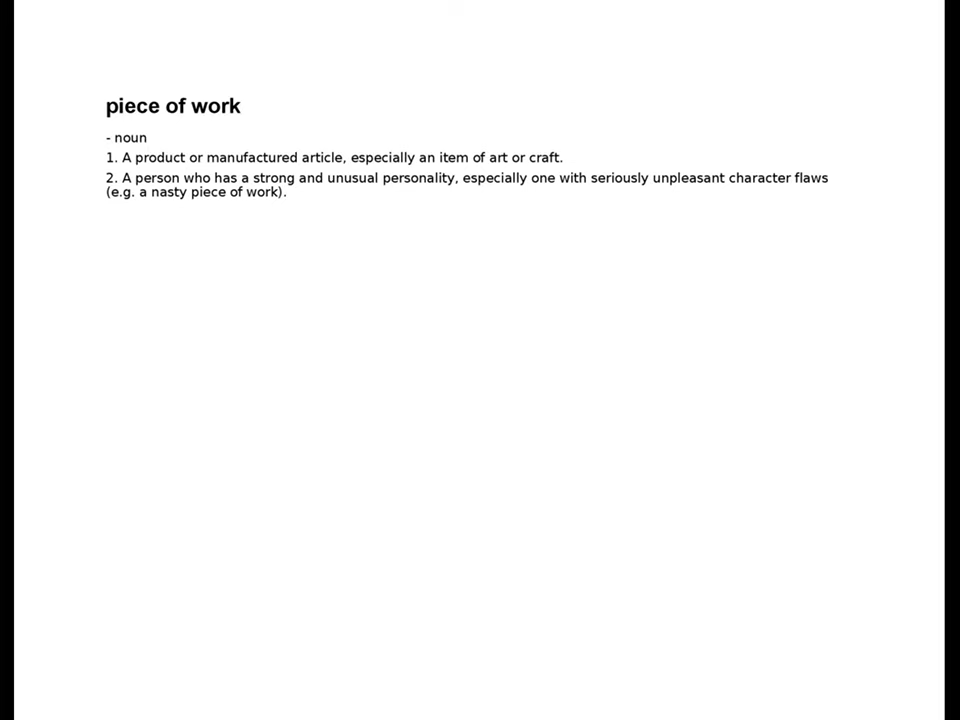 piece of work
- noun
1. A product or manufactured article, especially an item of art or craft.
2. A person who has a strong and unusual personality, especially one with seriously unpleasant character flaws
(e.g. a nasty piece of work).